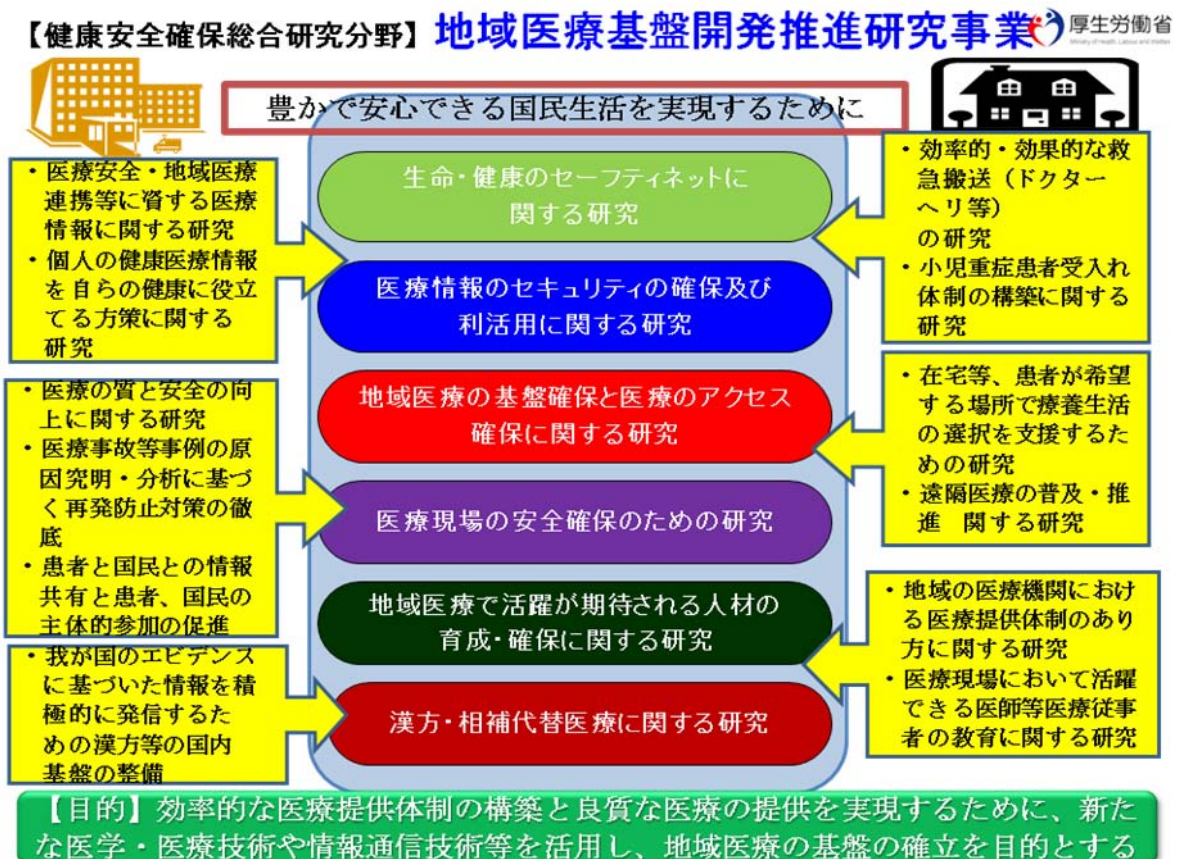 【健康安全確保総合研究分野】地域医療基盤開発推進研究事業
厚生労働省
Ministry of Health, Labour and Welfare
豊かで安心できる国民生活を実現するために
・医療安全・地域医療
連携等に資する医療
情報に関する研究
・個人の健康医療情報
を自らの健康に役立
てる方策に関する
研究
・医療の質と安全の向
上に関する研究
・医療事故等事例の原
因究明・分析に基づ
く再発防止対策の徹
底
・患者と国民との情報
共有と患者、国民の
主体的参加の促進
・我が国のエビデンス
に基づいた情報を積
極的に発信するた
めの漢方等の国内
基盤の整備
生命・健康のセーフティネットに
関する研究
医療情報のセキュリティの確保及び
利活用に関する研究
地域医療の基盤確保と医療のアクセス
確保に関する研究
医療現場の安全確保のための研究
地域医療で活躍が期待される人材の
育成・確保に関する研究
漢方・相補代替医療に関する研究
・効率的・効果的な救
急搬送（ドクター
ヘリ等）
の研究
・小児重症患者受入れ
体制の構築に関する
研究
・在宅等、患者が希望
する場所で療養生活
の選択を支援するた
めの研究
・遠隔医療の普及・推
進 関する研究
・地域の医療機関におけ
る医療提供体制のあり
方に関する研究
・医療現場において活躍
できる医師等医療従事
者の教育に関する研究
【目的】効率的な医療提供体制の構築と良質な医療の提供を実現するために、新た
な医学・医療技術や情報通信技術等を活用し、地域医療の基盤の確立を目的とする